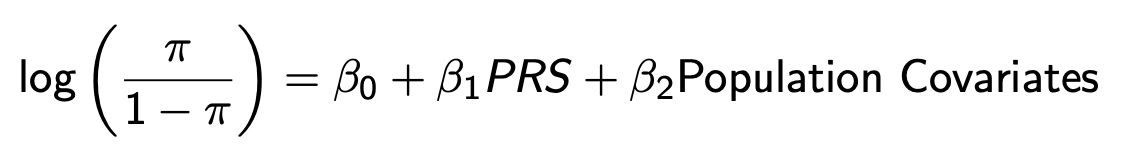 log(π/(1 − π)) = β₀ + β₁PRS + β₂Population Covariates